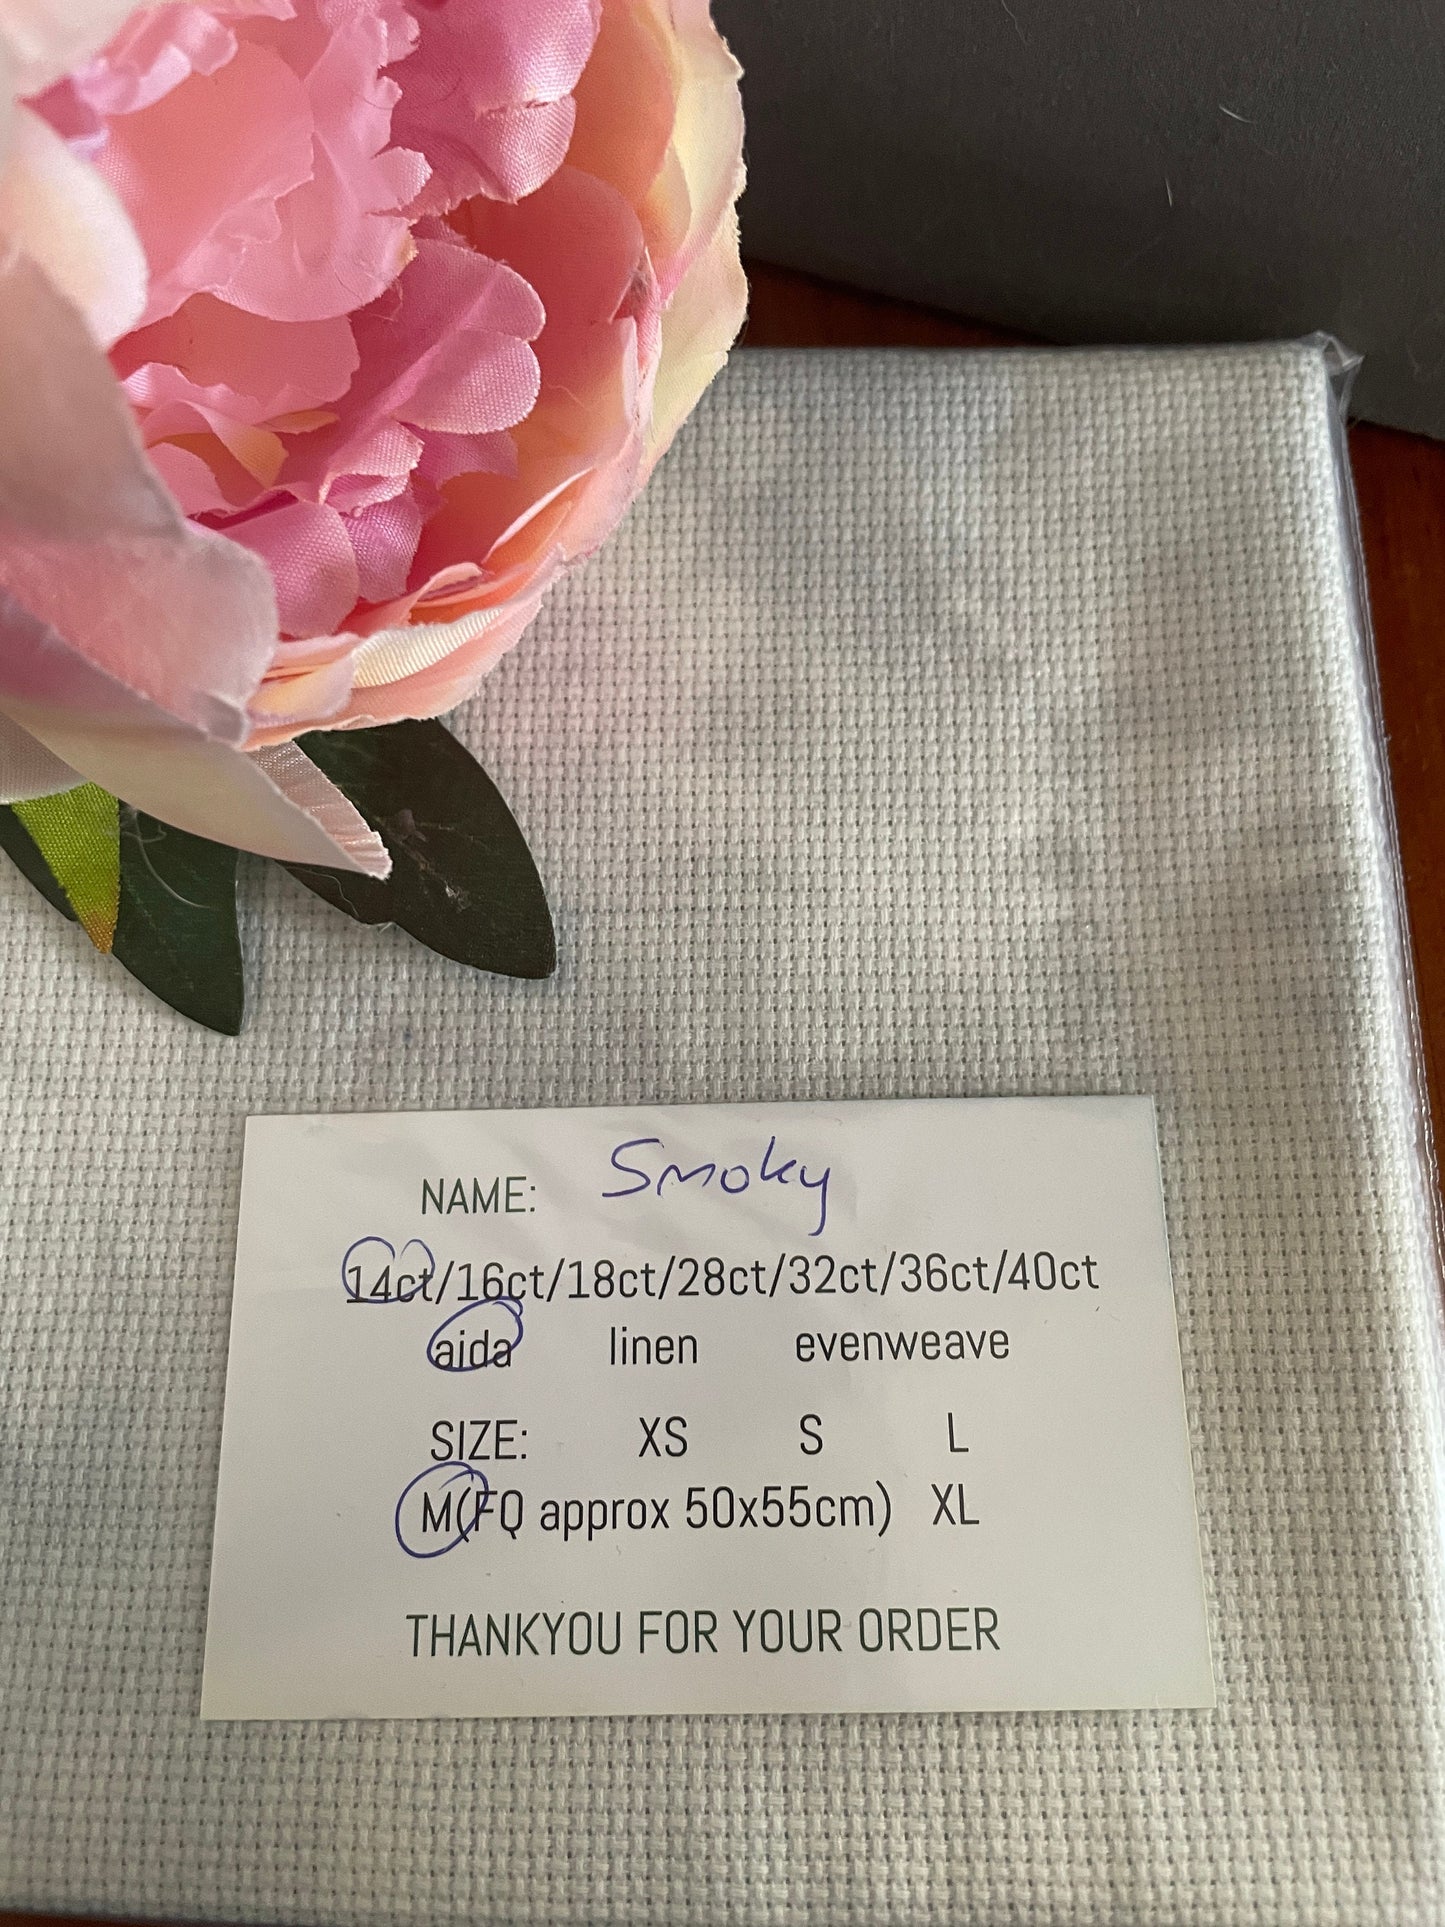 NAME: Smoky
14ct/16ct/18ct/28ct/32ct/36ct/40ct
aida linen evenweave
SIZE: XS S L
M(FQ approx 50x55cm) XL
THANKYOU FOR YOUR ORDER